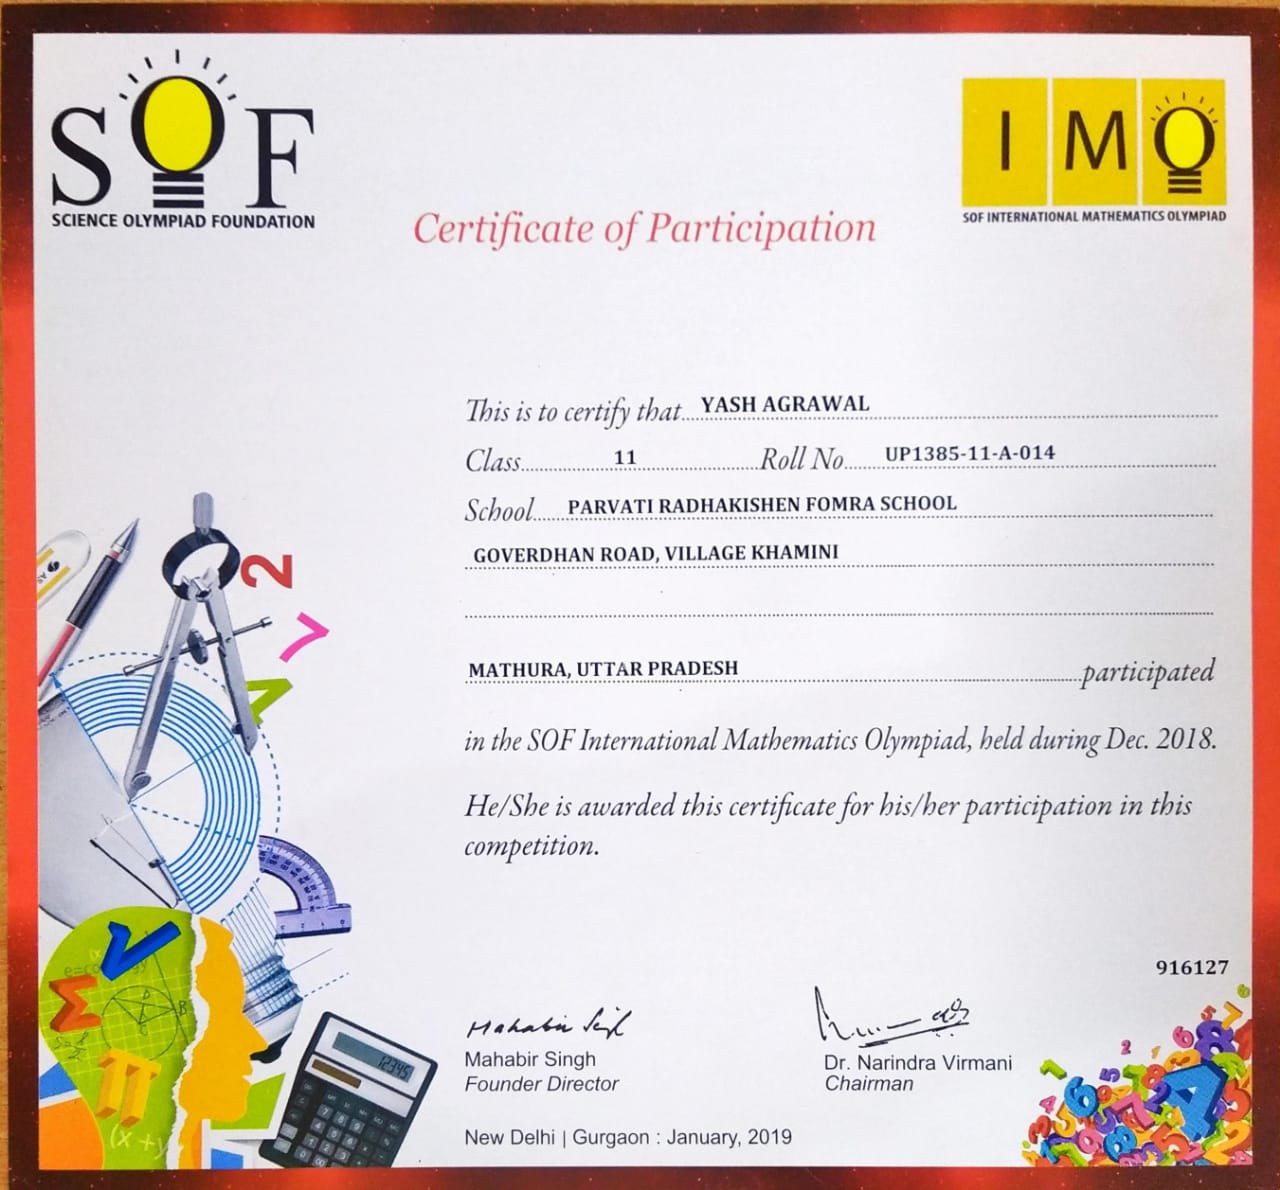 SOF
SCIENCE OLYMPIAD FOUNDATION
IMO
SOF INTERNATIONAL MATHEMATICS OLYMPIAD
Certificate of Participation
This is to certify that YASH AGRAWAL
Class 11 Roll No. UP1385-11-A-014
School PARVATI RADHAKISHEN FOMRA SCHOOL
GOVERDHAN ROAD, VILLAGE KHAMINI
MATHURA, UTTAR PRADESH participated
in the SOF International Mathematics Olympiad, held during Dec. 2018.
He/She is awarded this certificate for his/her participation in this
competition.
916127
Mahabir Singh
Mahabir Singh
Founder Director
Dr. Narindra Virmani
Chairman
New Delhi | Gurgaon : January, 2019
12345